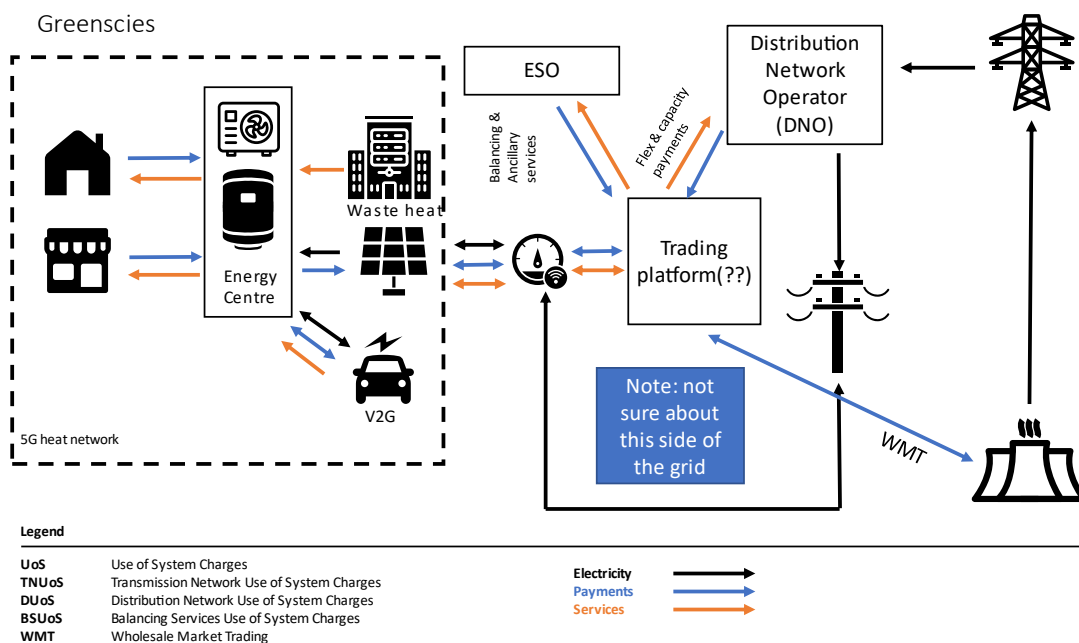 Greenscies
ESO
Distribution
Network
Operator
(DNO)
Balancing &
Ancillary
services
Flex & capacity
payments
Waste heat
Energy
Centre
Trading
platform(??)
V2G
5G heat network
Note: not
sure about
this side of
the grid
WMT
Legend
UoS Use of System Charges
TNUoS Transmission Network Use of System Charges
DUoS Distribution Network Use of System Charges
BSUoS Balancing Services Use of System Charges
WMT Wholesale Market Trading
Electricity
Payments
Services